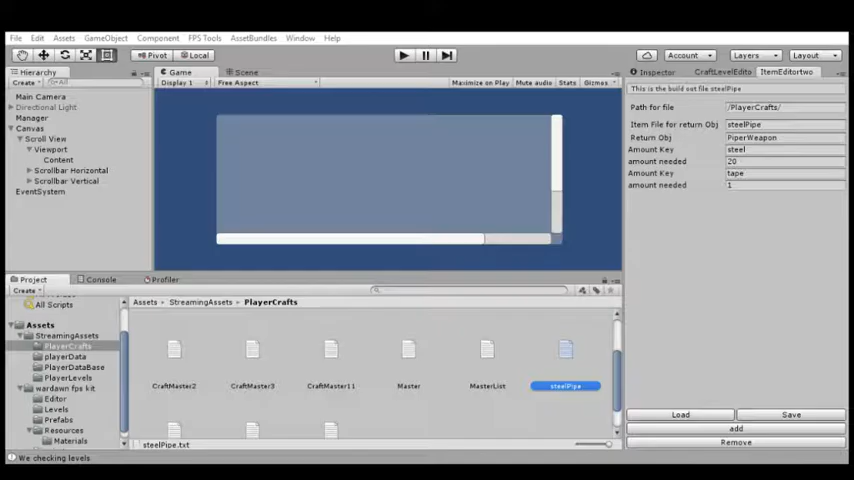 File Edit Assets GameObject Component FPS Tools AssetBundles Window Help
Pivot Local Account Layers Layout
Hierarchy Game Scene Inspector CraftLevelEdito ItemEditortwo
Create All Display 1 Free Aspect Maximize on Play Mute audio Stats Gizmos
This is the build out file steelPipe
Main Camera
Directional Light
Manager
Canvas
Scroll View
Viewport
Content
Scrollbar Horizontal
Scrollbar Vertical
EventSystem
Path for file /PlayerCrafts/
Item File for return Obj steelPipe
Return Obj PiperWeapon
Amount Key steel
amount needed 20
Amount Key tape
amount needed 1
Project Console Profiler
Create
All Scripts
Assets
StreamingAssets
PlayerCrafts
playerData
PlayerDataBase
PlayerLevels
wardawn fps kit
Editor
Levels
Prefabs
Resources
Materials
Assets StreamingAssets PlayerCrafts
CraftMaster2 CraftMaster3 CraftMaster11 Master MasterList steelPipe
steelPipe.txt
Load Save
add
Remove
We checking levels